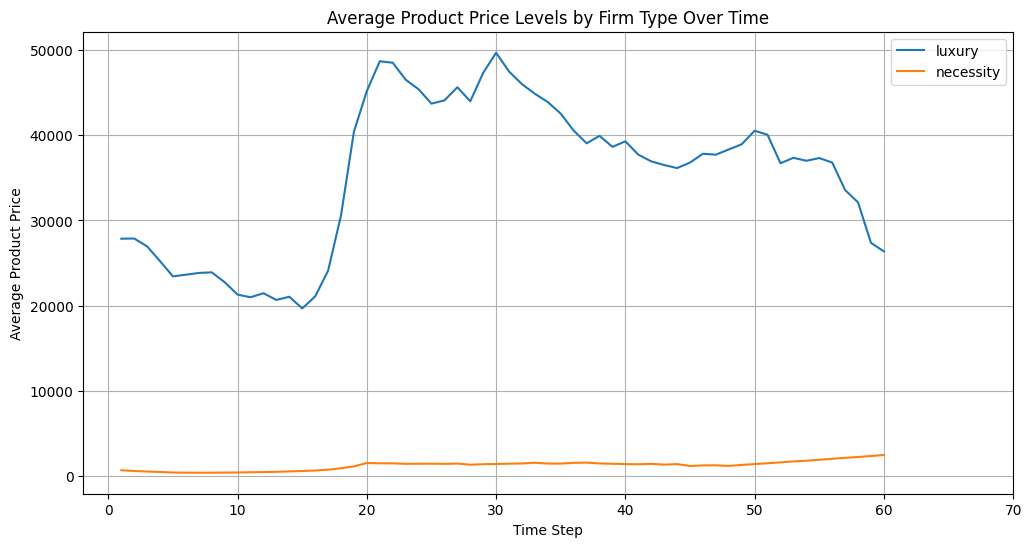 Average Product Price Levels by Firm Type Over Time
luxury
necessity
Average Product Price
50000
40000
30000
20000
10000
0
0 10 20 30 40 50 60 70
Time Step